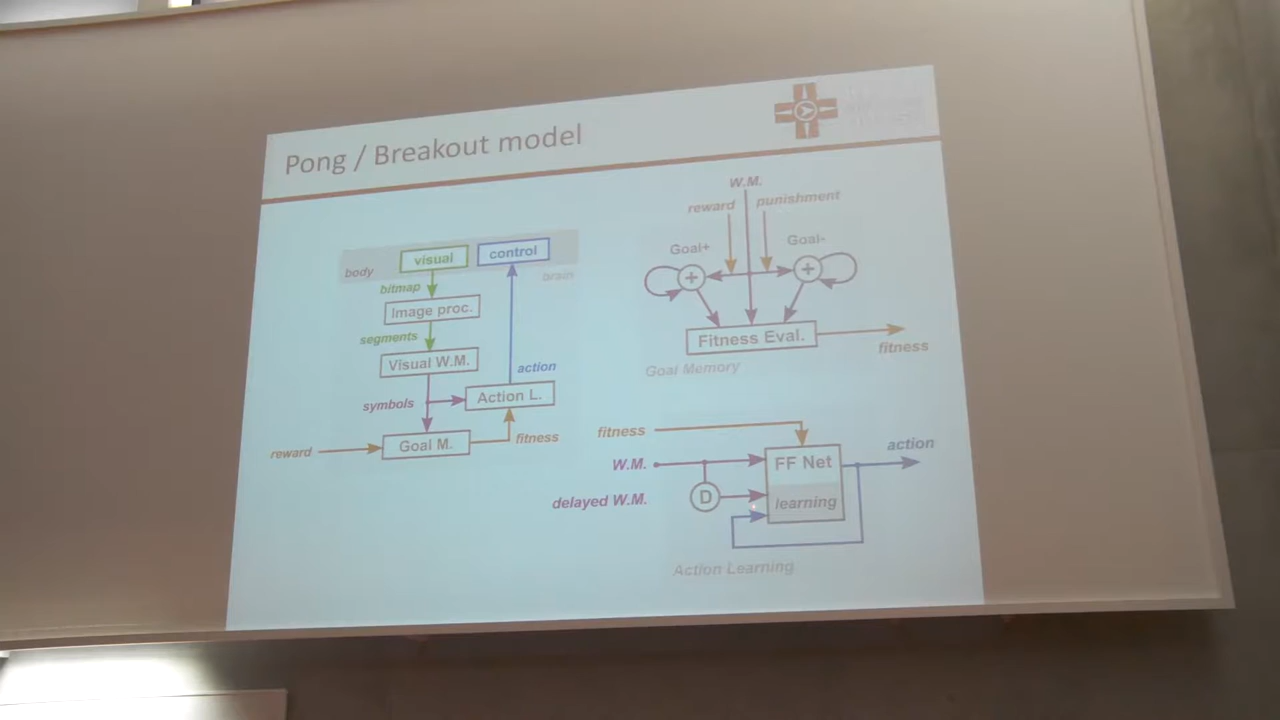 Pong / Breakout model
visual
control
body
brain
bitmap
Image proc.
segments
Visual W.M.
action
symbols
Action L.
reward
Goal M.
fitness
W.M.
reward
punishment
Goal+
Goal-
+
+
Fitness Eval.
fitness
Goal Memory
fitness
action
W.M.
FF Net
delayed W.M.
D
learning
Action Learning